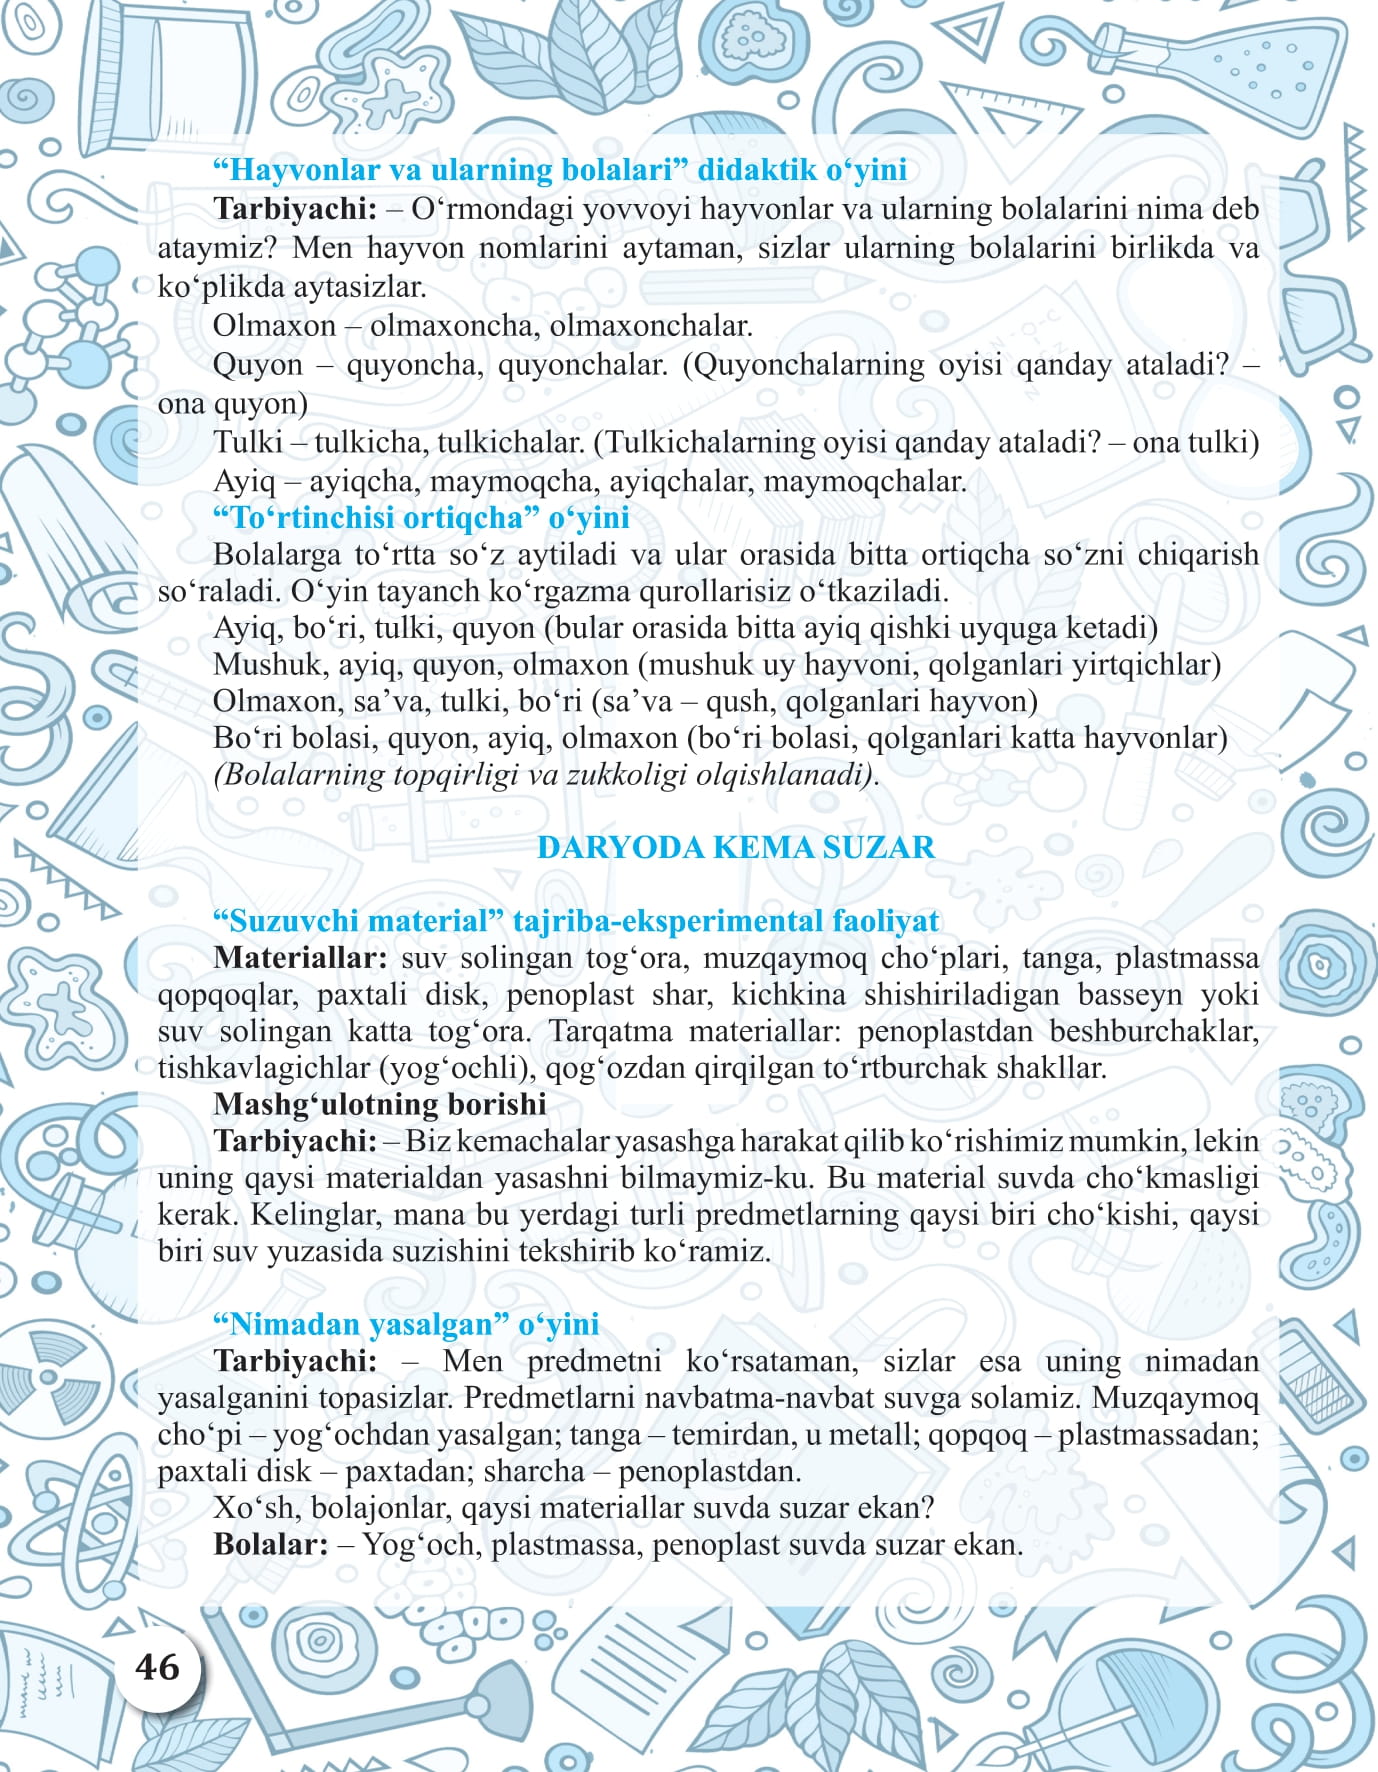 “Hayvonlar va ularning bolalari” didaktik o‘yini
Tarbiyachi: – O‘rmondagi yovvoyi hayvonlar va ularning bolalarini nima deb
ataymiz? Men hayvon nomlarini aytaman, sizlar ularning bolalarini birlikda va
ko‘plikda aytasizlar.
Olmaxon – olmaxoncha, olmaxonchalar.
Quyon – quyoncha, quyonchalar. (Quyonchalarning oyisi qanday ataladi? –
ona quyon)
Tulki – tulkicha, tulkichalar. (Tulkichalarning oyisi qanday ataladi? – ona tulki)
Ayiq – ayiqcha, maymoqcha, ayiqchalar, maymoqchalar.
“To‘rtinchisi ortiqcha” o‘yini
Bolalarga to‘rtta so‘z aytiladi va ular orasida bitta ortiqcha so‘zni chiqarish
so‘raladi. O‘yin tayanch ko‘rgazma qurollarisiz o‘tkaziladi.
Ayiq, bo‘ri, tulki, quyon (bular orasida bitta ayiq qishki uyquga ketadi)
Mushuk, ayiq, quyon, olmaxon (mushuk uy hayvoni, qolganlari yirtqichlar)
Olmaxon, sa’va, tulki, bo‘ri (sa’va – qush, qolganlari hayvon)
Bo‘ri bolasi, quyon, ayiq, olmaxon (bo‘ri bolasi, qolganlari katta hayvonlar)
(Bolalarning topqirligi va zukkoligi olqishlanadi).
DARYODA KEMA SUZAR
“Suzuvchi material” tajriba-eksperimental faoliyat
Materiallar: suv solingan tog‘ora, muzqaymoq cho‘plari, tanga, plastmassa
qopqoqlar, paxtali disk, penoplast shar, kichkina shishiriladigan basseyn yoki
suv solingan katta tog‘ora. Tarqatma materiallar: penoplastdan beshburchaklar,
tishkavlagichlar (yog‘ochli), qog‘ozdan qirqilgan to‘rtburchak shakllar.
Mashg‘ulotning borishi
Tarbiyachi: – Biz kemachalar yasashga harakat qilib ko‘rishimiz mumkin, lekin
uning qaysi materialdan yasashni bilmaymiz-ku. Bu material suvda cho‘kmasligi
kerak. Kelinglar, mana bu yerdagi turli predmetlarning qaysi biri cho‘kishi, qaysi
biri suv yuzasida suzishini tekshirib ko‘ramiz.
“Nimadan yasalgan” o‘yini
Tarbiyachi: – Men predmetni ko‘rsataman, sizlar esa uning nimadan
yasalganini topasizlar. Predmetlarni navbatma-navbat suvga solamiz. Muzqaymoq
cho‘pi – yog‘ochdan yasalgan; tanga – temirdan, u metall; qopqoq – plastmassadan;
paxtali disk – paxtadan; sharcha – penoplastdan.
Xo‘sh, bolajonlar, qaysi materiallar suvda suzar ekan?
Bolalar: – Yog‘och, plastmassa, penoplast suvda suzar ekan.
46